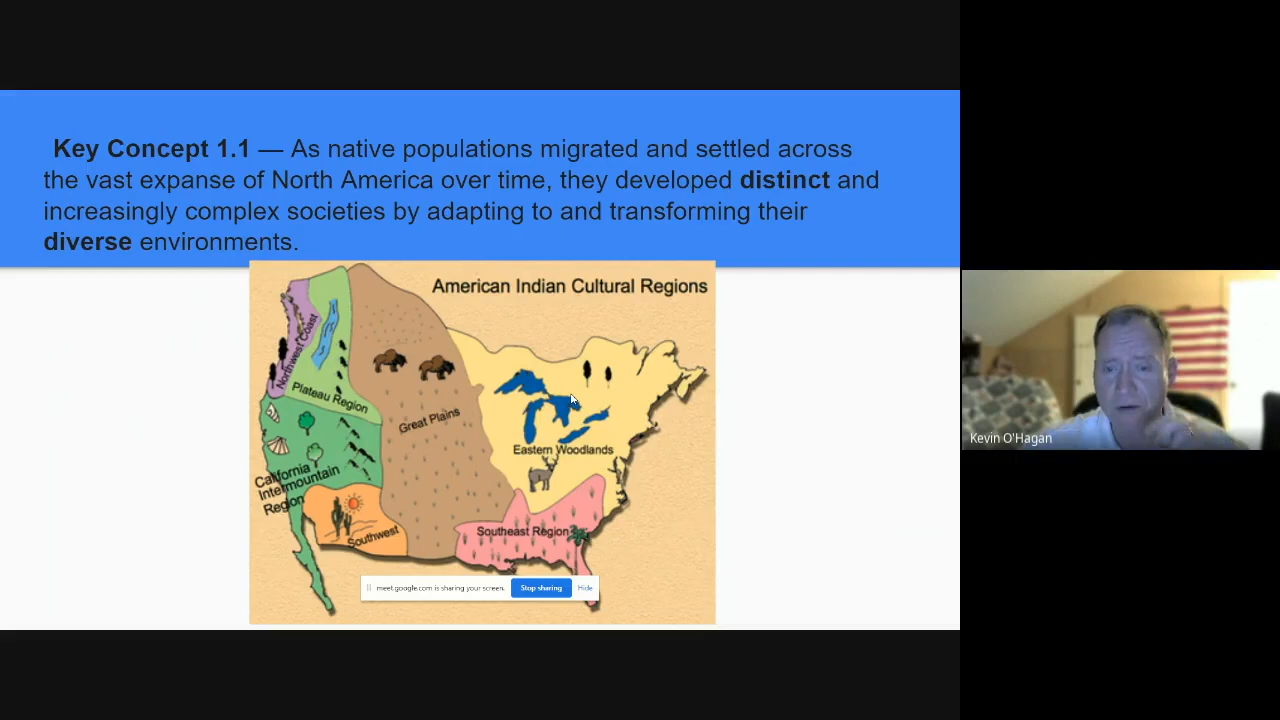 Key Concept 1.1 — As native populations migrated and settled across
the vast expanse of North America over time, they developed distinct and
increasingly complex societies by adapting to and transforming their
diverse environments.
American Indian Cultural Regions
Northwest Coast
Plateau Region
Great Plains
Eastern Woodlands
California
Intermountain
Region
Southwest
Southeast Region
meet.google.com is sharing your screen.
Stop sharing
Hide
Kevin O'Hagan